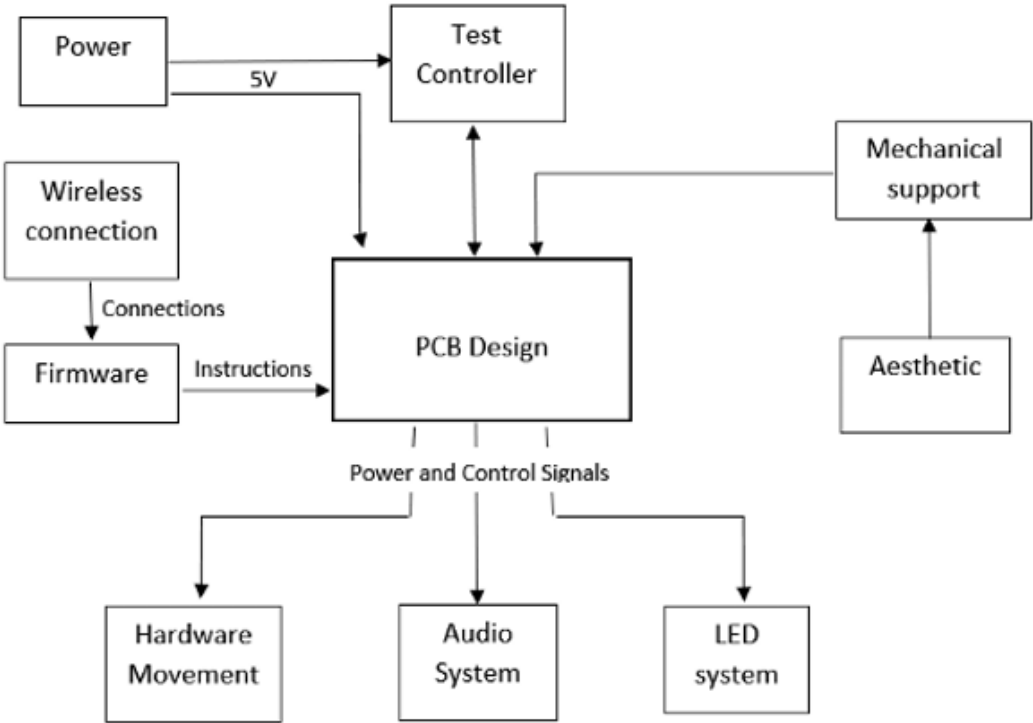 Power
Test
Controller
5V
Mechanical
support
Wireless
connection
Connections
PCB Design
Firmware
Instructions
Aesthetic
Power and Control Signals
Hardware
Movement
Audio
System
LED
system